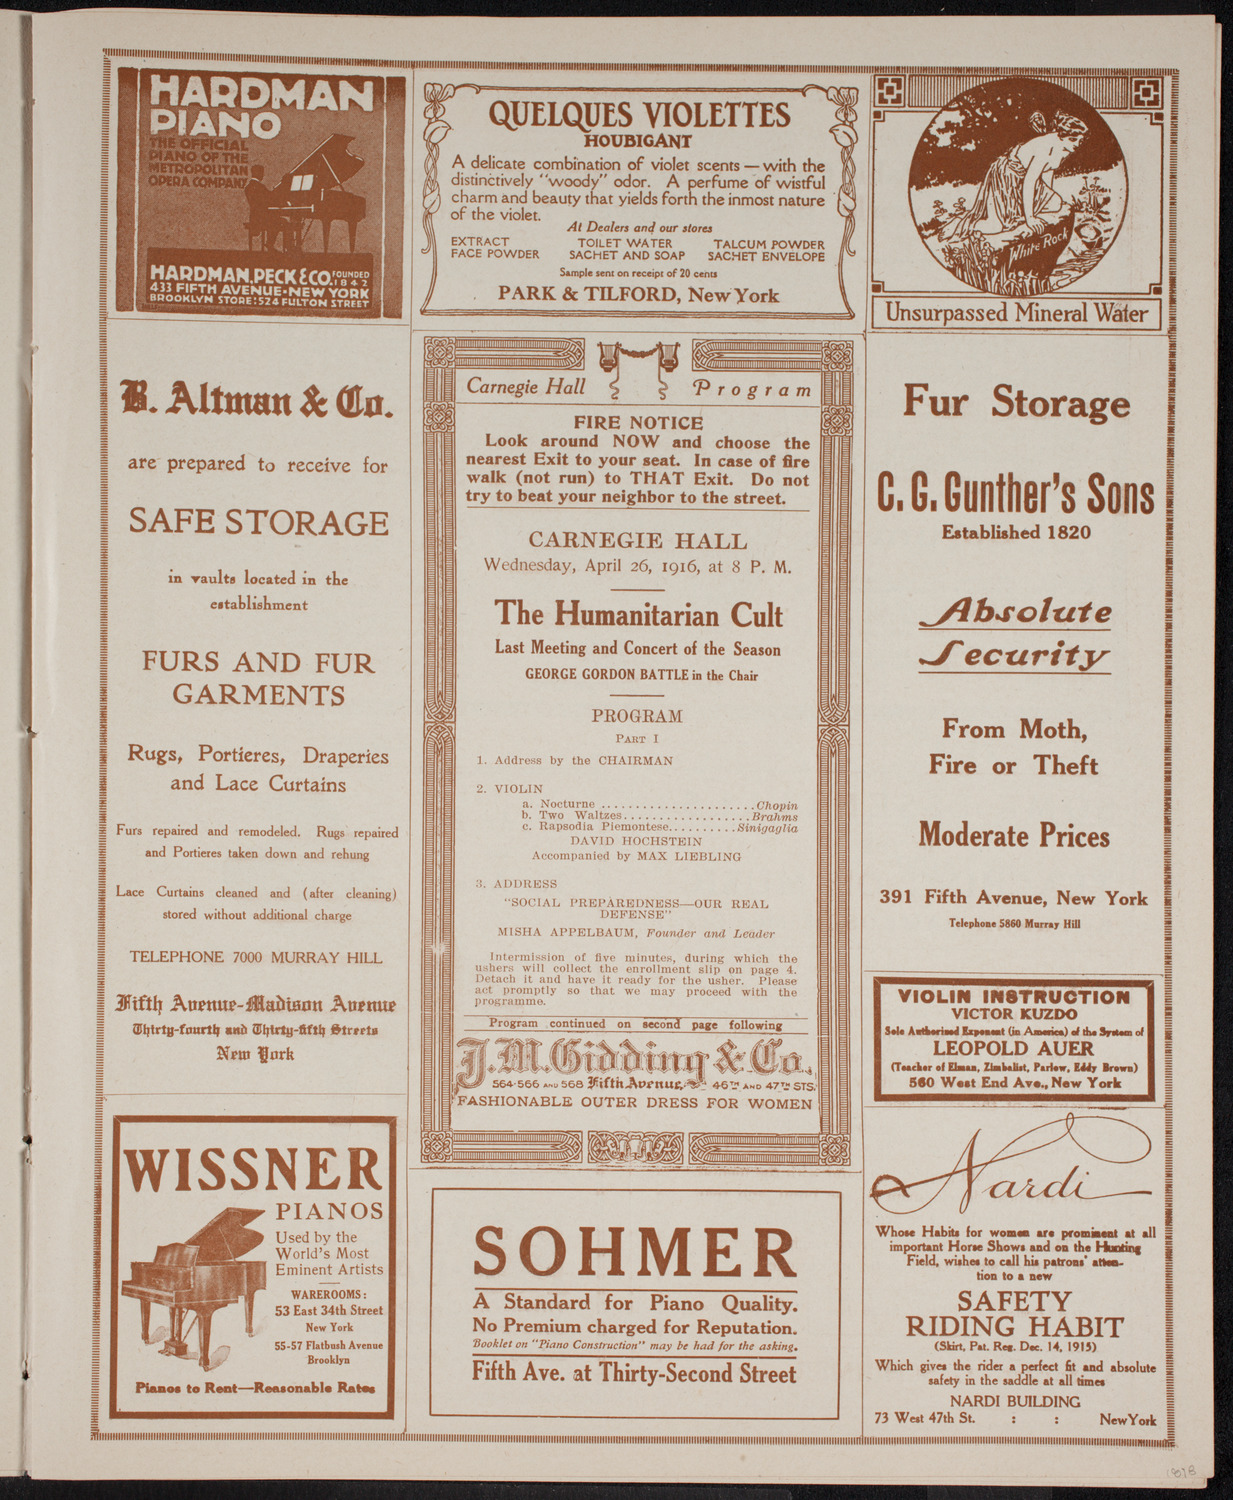 HARDMAN
PIANO
THE OFFICIAL
PIANO OF THE
METROPOLITAN
OPERA COMPANY
HARDMAN, PECK & CO. FOUNDED 1842
433 FIFTH AVENUE · NEW YORK
BROOKLYN STORE: 524 FULTON STREET
QUELQUES VIOLETTES
HOUBIGANT
A delicate combination of violet scents — with the
distinctively "woody" odor. A perfume of wistful
charm and beauty that yields forth the inmost nature
of the violet.
At Dealers and our stores
EXTRACT TOILET WATER TALCUM POWDER
FACE POWDER SACHET AND SOAP SACHET ENVELOPE
Sample sent on receipt of 20 cents
PARK & TILFORD, New York
White Rock
Unsurpassed Mineral Water
B. Altman & Co.
are prepared to receive for
SAFE STORAGE
in vaults located in the
establishment
FURS AND FUR
GARMENTS
Rugs, Portieres, Draperies
and Lace Curtains
Furs repaired and remodeled. Rugs repaired
and Portieres taken down and rehung
Lace Curtains cleaned and (after cleaning)
stored without additional charge
TELEPHONE 7000 MURRAY HILL
Fifth Avenue-Madison Avenue
Thirty-fourth and Thirty-fifth Streets
New York
Carnegie Hall Program
FIRE NOTICE
Look around NOW and choose the
nearest Exit to your seat. In case of fire
walk (not run) to THAT Exit. Do not
try to beat your neighbor to the street.
CARNEGIE HALL
Wednesday, April 26, 1916, at 8 P. M.
The Humanitarian Cult
Last Meeting and Concert of the Season
GEORGE GORDON BATTLE in the Chair
PROGRAM
PART I
1. Address by the CHAIRMAN
2. VIOLIN
a. Nocturne ......................Chopin
b. Two Waltzes..................Brahms
c. Rapsodia Piemontese..........Sinigaglia
DAVID HOCHSTEIN
Accompanied by MAX LIEBLING
3. ADDRESS
"SOCIAL PREPAREDNESS—OUR REAL
DEFENSE"
MISHA APPELBAUM, Founder and Leader
Intermission of five minutes, during which the
ushers will collect the enrollment slip on page 4.
Detach it and have it ready for the usher. Please
act promptly so that we may proceed with the
programme.
Program continued on second page following
J. M. Gidding & Co.
564-566 AND 568 Fifth Avenue, 46TH AND 47TH STS.
FASHIONABLE OUTER DRESS FOR WOMEN
Fur Storage
C. G. Gunther's Sons
Established 1820
Absolute
Security
From Moth,
Fire or Theft
Moderate Prices
391 Fifth Avenue, New York
Telephone 5860 Murray Hill
VIOLIN INSTRUCTION
VICTOR KUZDO
Sole Authorized Exponent (in America) of the System of
LEOPOLD AUER
(Teacher of Elman, Zimbalist, Parlow, Eddy Brown)
560 West End Ave., New York
WISSNER
PIANOS
Used by the
World's Most
Eminent Artists
WAREROOMS:
53 East 34th Street
New York
55-57 Flatbush Avenue
Brooklyn
Pianos to Rent—Reasonable Rates
SOHMER
A Standard for Piano Quality.
No Premium charged for Reputation.
Booklet on "Piano Construction" may be had for the asking.
Fifth Ave. at Thirty-Second Street
Nardi
Whose Habits for women are prominent at all
important Horse Shows and on the Hunting
Field, wishes to call his patrons' atten-
tion to a new
SAFETY
RIDING HABIT
(Skirt, Pat. Reg. Dec. 14, 1915)
Which gives the rider a perfect fit and absolute
safety in the saddle at all times
NARDI BUILDING
73 West 47th St. : : New York